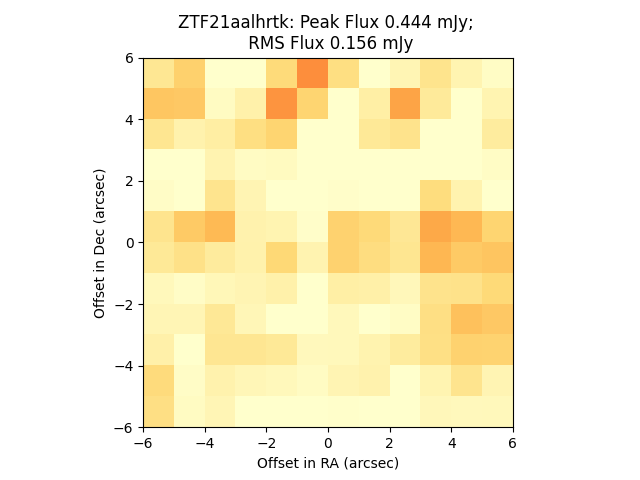 ZTF21aalhrtk: Peak Flux 0.444 mJy;
RMS Flux 0.156 mJy
6
4
2
0
−2
−4
−6
Offset in Dec (arcsec)
−6 −4 −2 0 2 4 6
Offset in RA (arcsec)